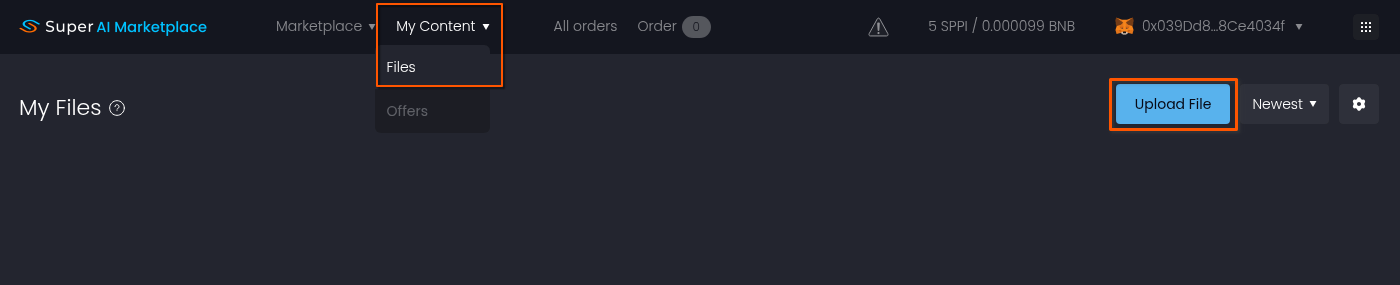 Super AI Marketplace Marketplace My Content All orders Order 0 5 SPPI / 0.000099 BNB 0x039Dd8...8Ce4034f
Files
My Files ? Upload File Newest
Offers